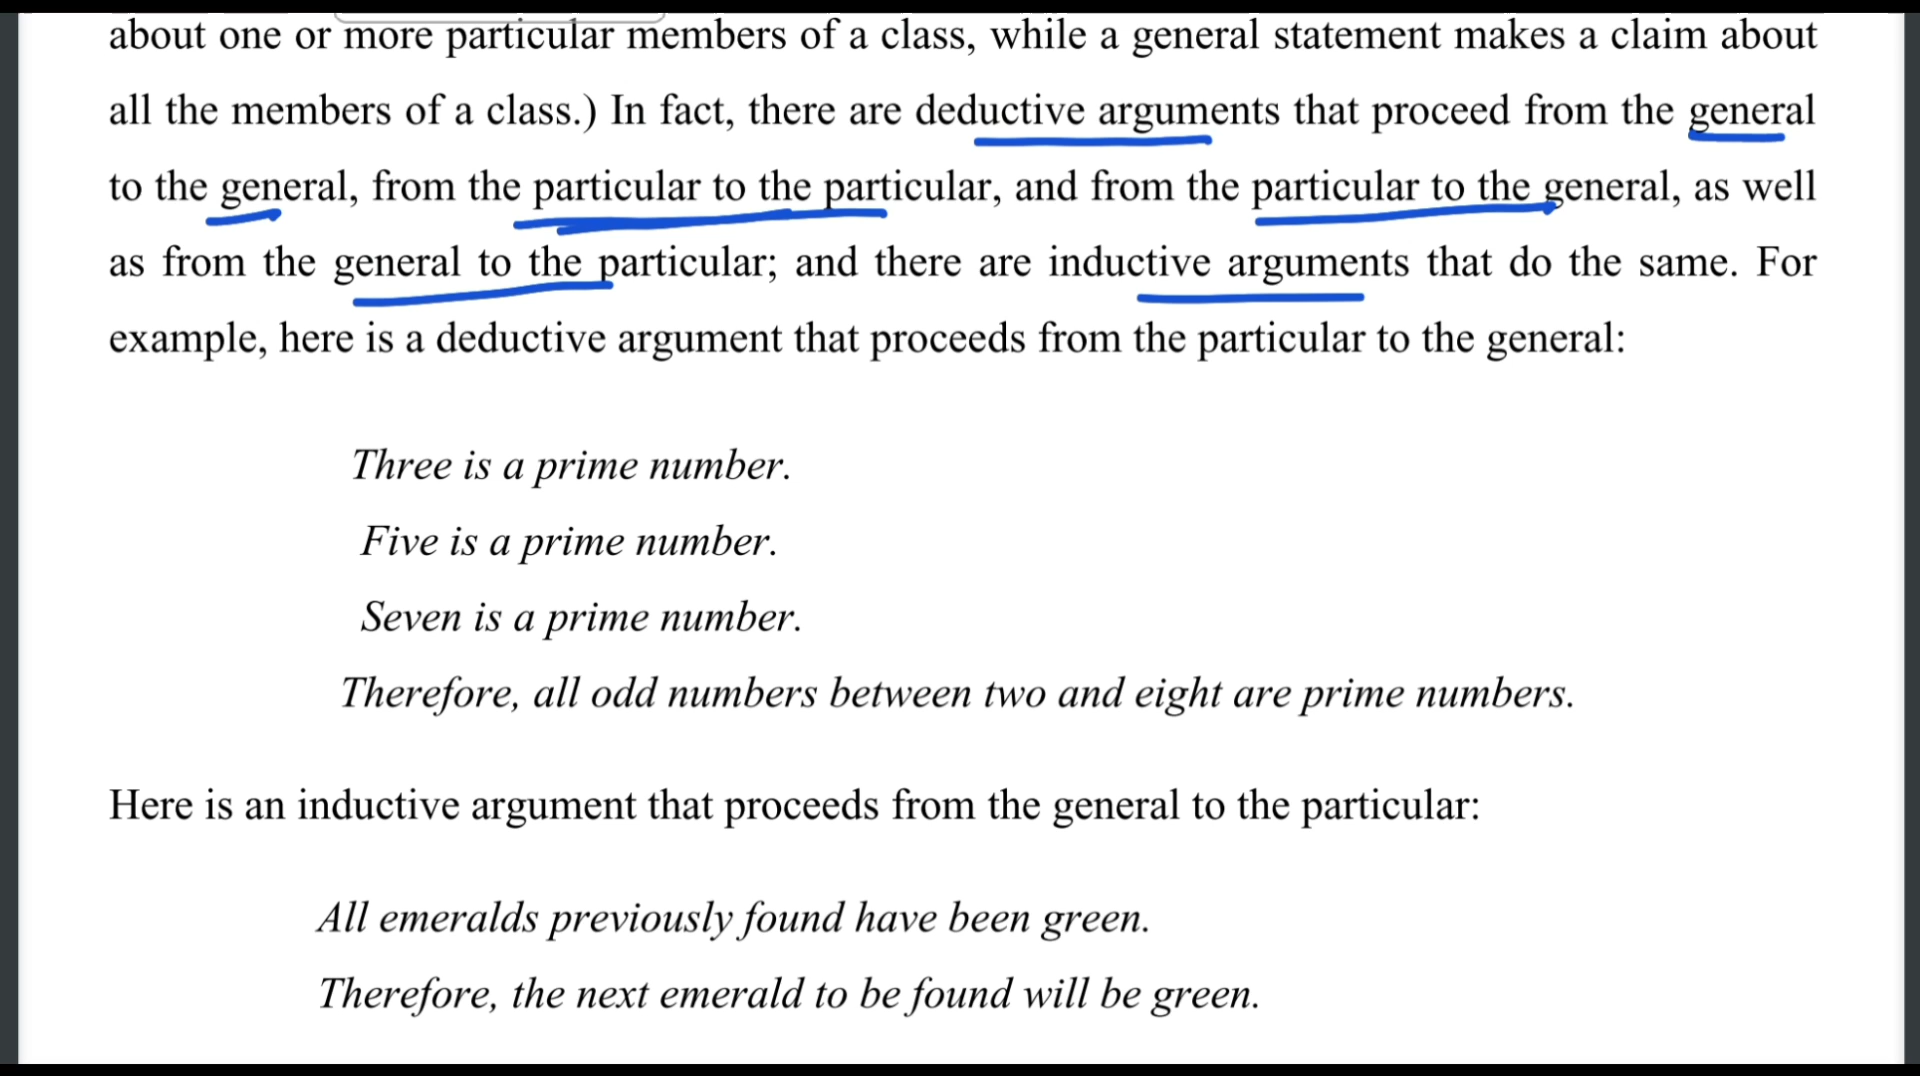 about one or more particular members of a class, while a general statement makes a claim about
all the members of a class.) In fact, there are deductive arguments that proceed from the general
to the general, from the particular to the particular, and from the particular to the general, as well
as from the general to the particular; and there are inductive arguments that do the same. For
example, here is a deductive argument that proceeds from the particular to the general:
Three is a prime number.
Five is a prime number.
Seven is a prime number.
Therefore, all odd numbers between two and eight are prime numbers.
Here is an inductive argument that proceeds from the general to the particular:
All emeralds previously found have been green.
Therefore, the next emerald to be found will be green.